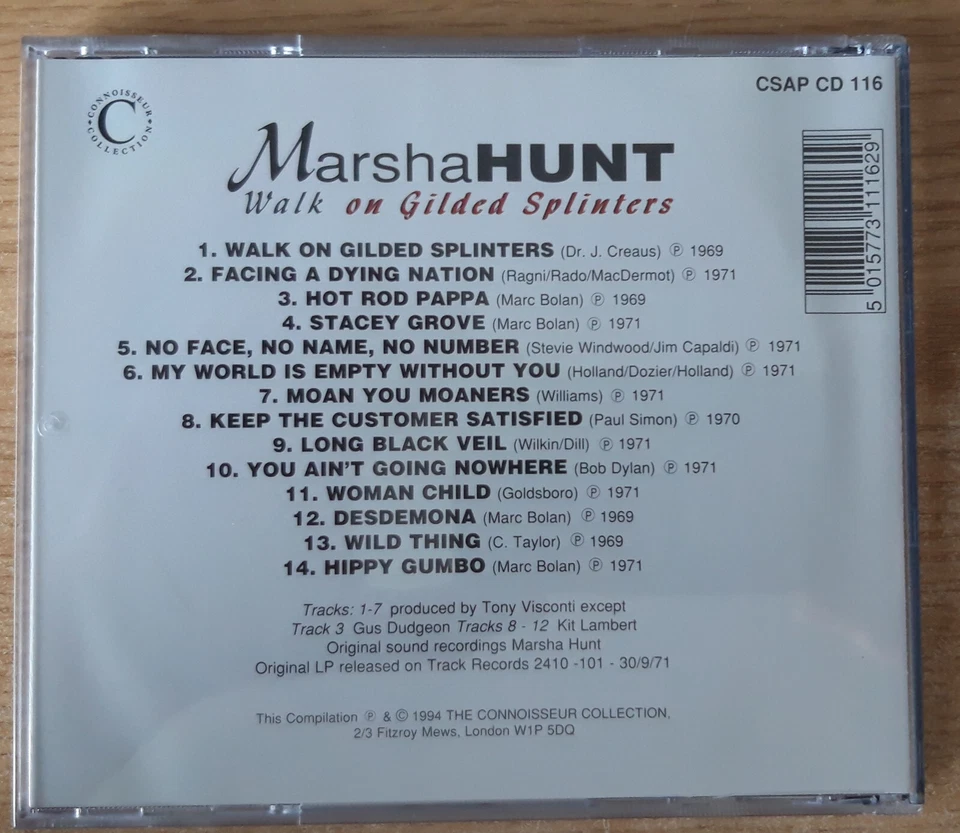 CONNOISSEUR
C
COLLECTION
CSAP CD 116
MarshaHUNT
Walk on Gilded Splinters
5 015773 111629
1. WALK ON GILDED SPLINTERS (Dr. J. Creaus) ℗ 1969
2. FACING A DYING NATION (Ragni/Rado/MacDermot) ℗ 1971
3. HOT ROD PAPPA (Marc Bolan) ℗ 1969
4. STACEY GROVE (Marc Bolan) ℗ 1971
5. NO FACE, NO NAME, NO NUMBER (Stevie Windwood/Jim Capaldi) ℗ 1971
6. MY WORLD IS EMPTY WITHOUT YOU (Holland/Dozier/Holland) ℗ 1971
7. MOAN YOU MOANERS (Williams) ℗ 1971
8. KEEP THE CUSTOMER SATISFIED (Paul Simon) ℗ 1970
9. LONG BLACK VEIL (Wilkin/Dill) ℗ 1971
10. YOU AIN'T GOING NOWHERE (Bob Dylan) ℗ 1971
11. WOMAN CHILD (Goldsboro) ℗ 1971
12. DESDEMONA (Marc Bolan) ℗ 1969
13. WILD THING (C. Taylor) ℗ 1969
14. HIPPY GUMBO (Marc Bolan) ℗ 1971
Tracks: 1-7 produced by Tony Visconti except
Track 3 Gus Dudgeon Tracks 8 - 12 Kit Lambert
Original sound recordings Marsha Hunt
Original LP released on Track Records 2410 -101 - 30/9/71
This Compilation ℗ & © 1994 THE CONNOISSEUR COLLECTION,
2/3 Fitzroy Mews, London W1P 5DQ